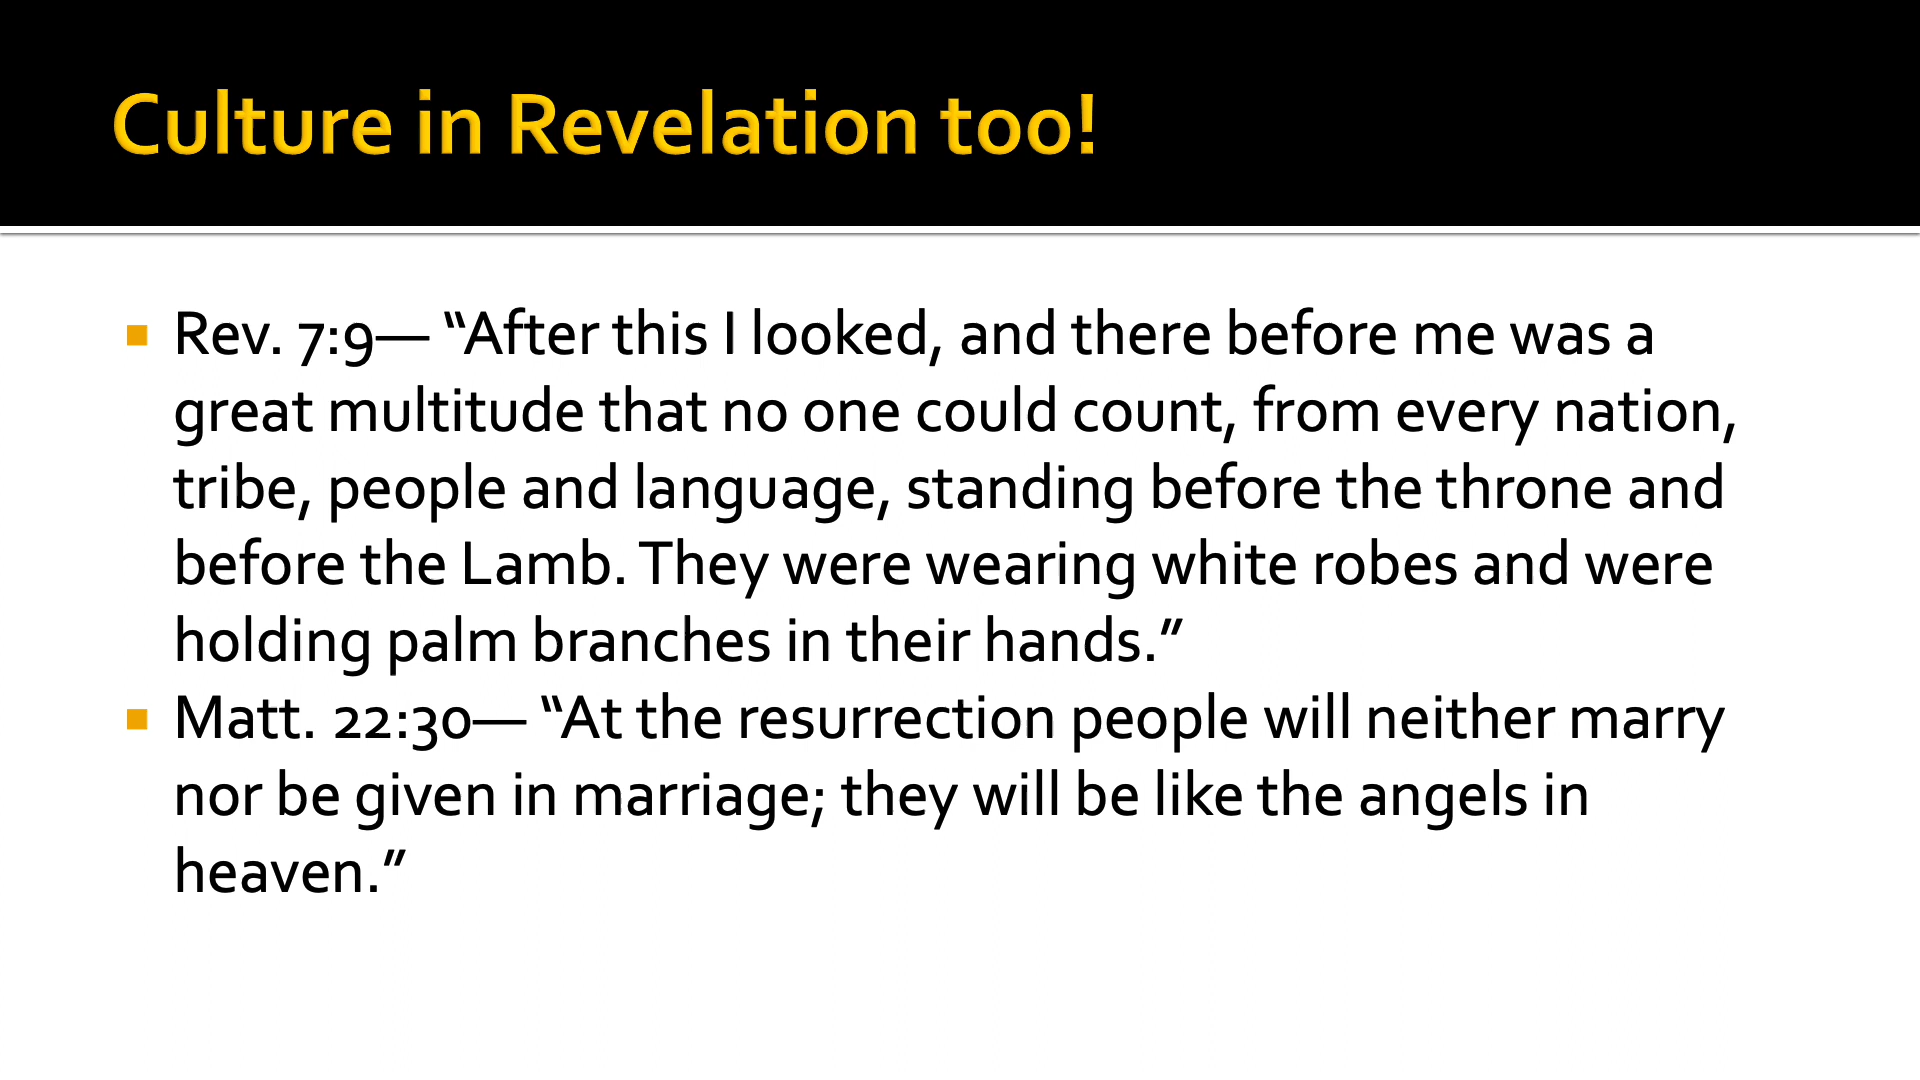 Culture in Revelation too!
Rev. 7:9— “After this I looked, and there before me was a
great multitude that no one could count, from every nation,
tribe, people and language, standing before the throne and
before the Lamb. They were wearing white robes and were
holding palm branches in their hands.”
Matt. 22:30— “At the resurrection people will neither marry
nor be given in marriage; they will be like the angels in
heaven.”